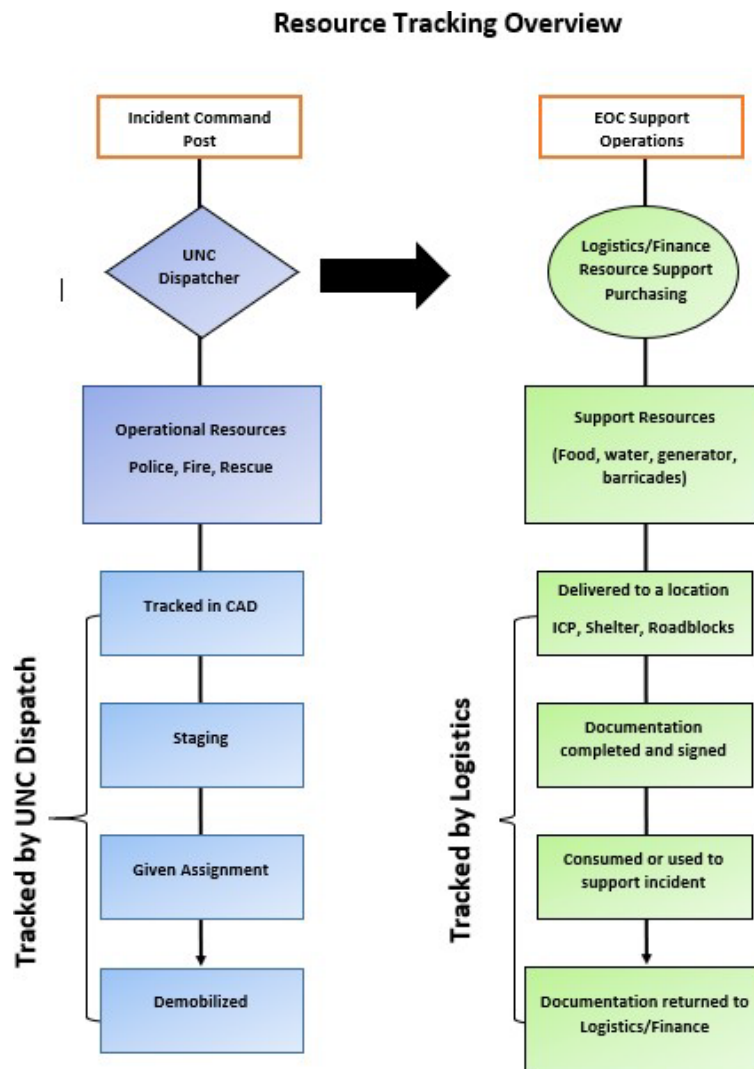 Resource Tracking Overview
Incident Command
Post
UNC
Dispatcher
Operational Resources
Police, Fire, Rescue
Tracked in CAD
Staging
Given Assignment
Demobilized
Tracked by UNC Dispatch
EOC Support
Operations
Logistics/Finance
Resource Support
Purchasing
Support Resources
(Food, water, generator,
barricades)
Delivered to a location
ICP, Shelter, Roadblocks
Documentation
completed and signed
Consumed or used to
support incident
Documentation returned to
Logistics/Finance
Tracked by Logistics